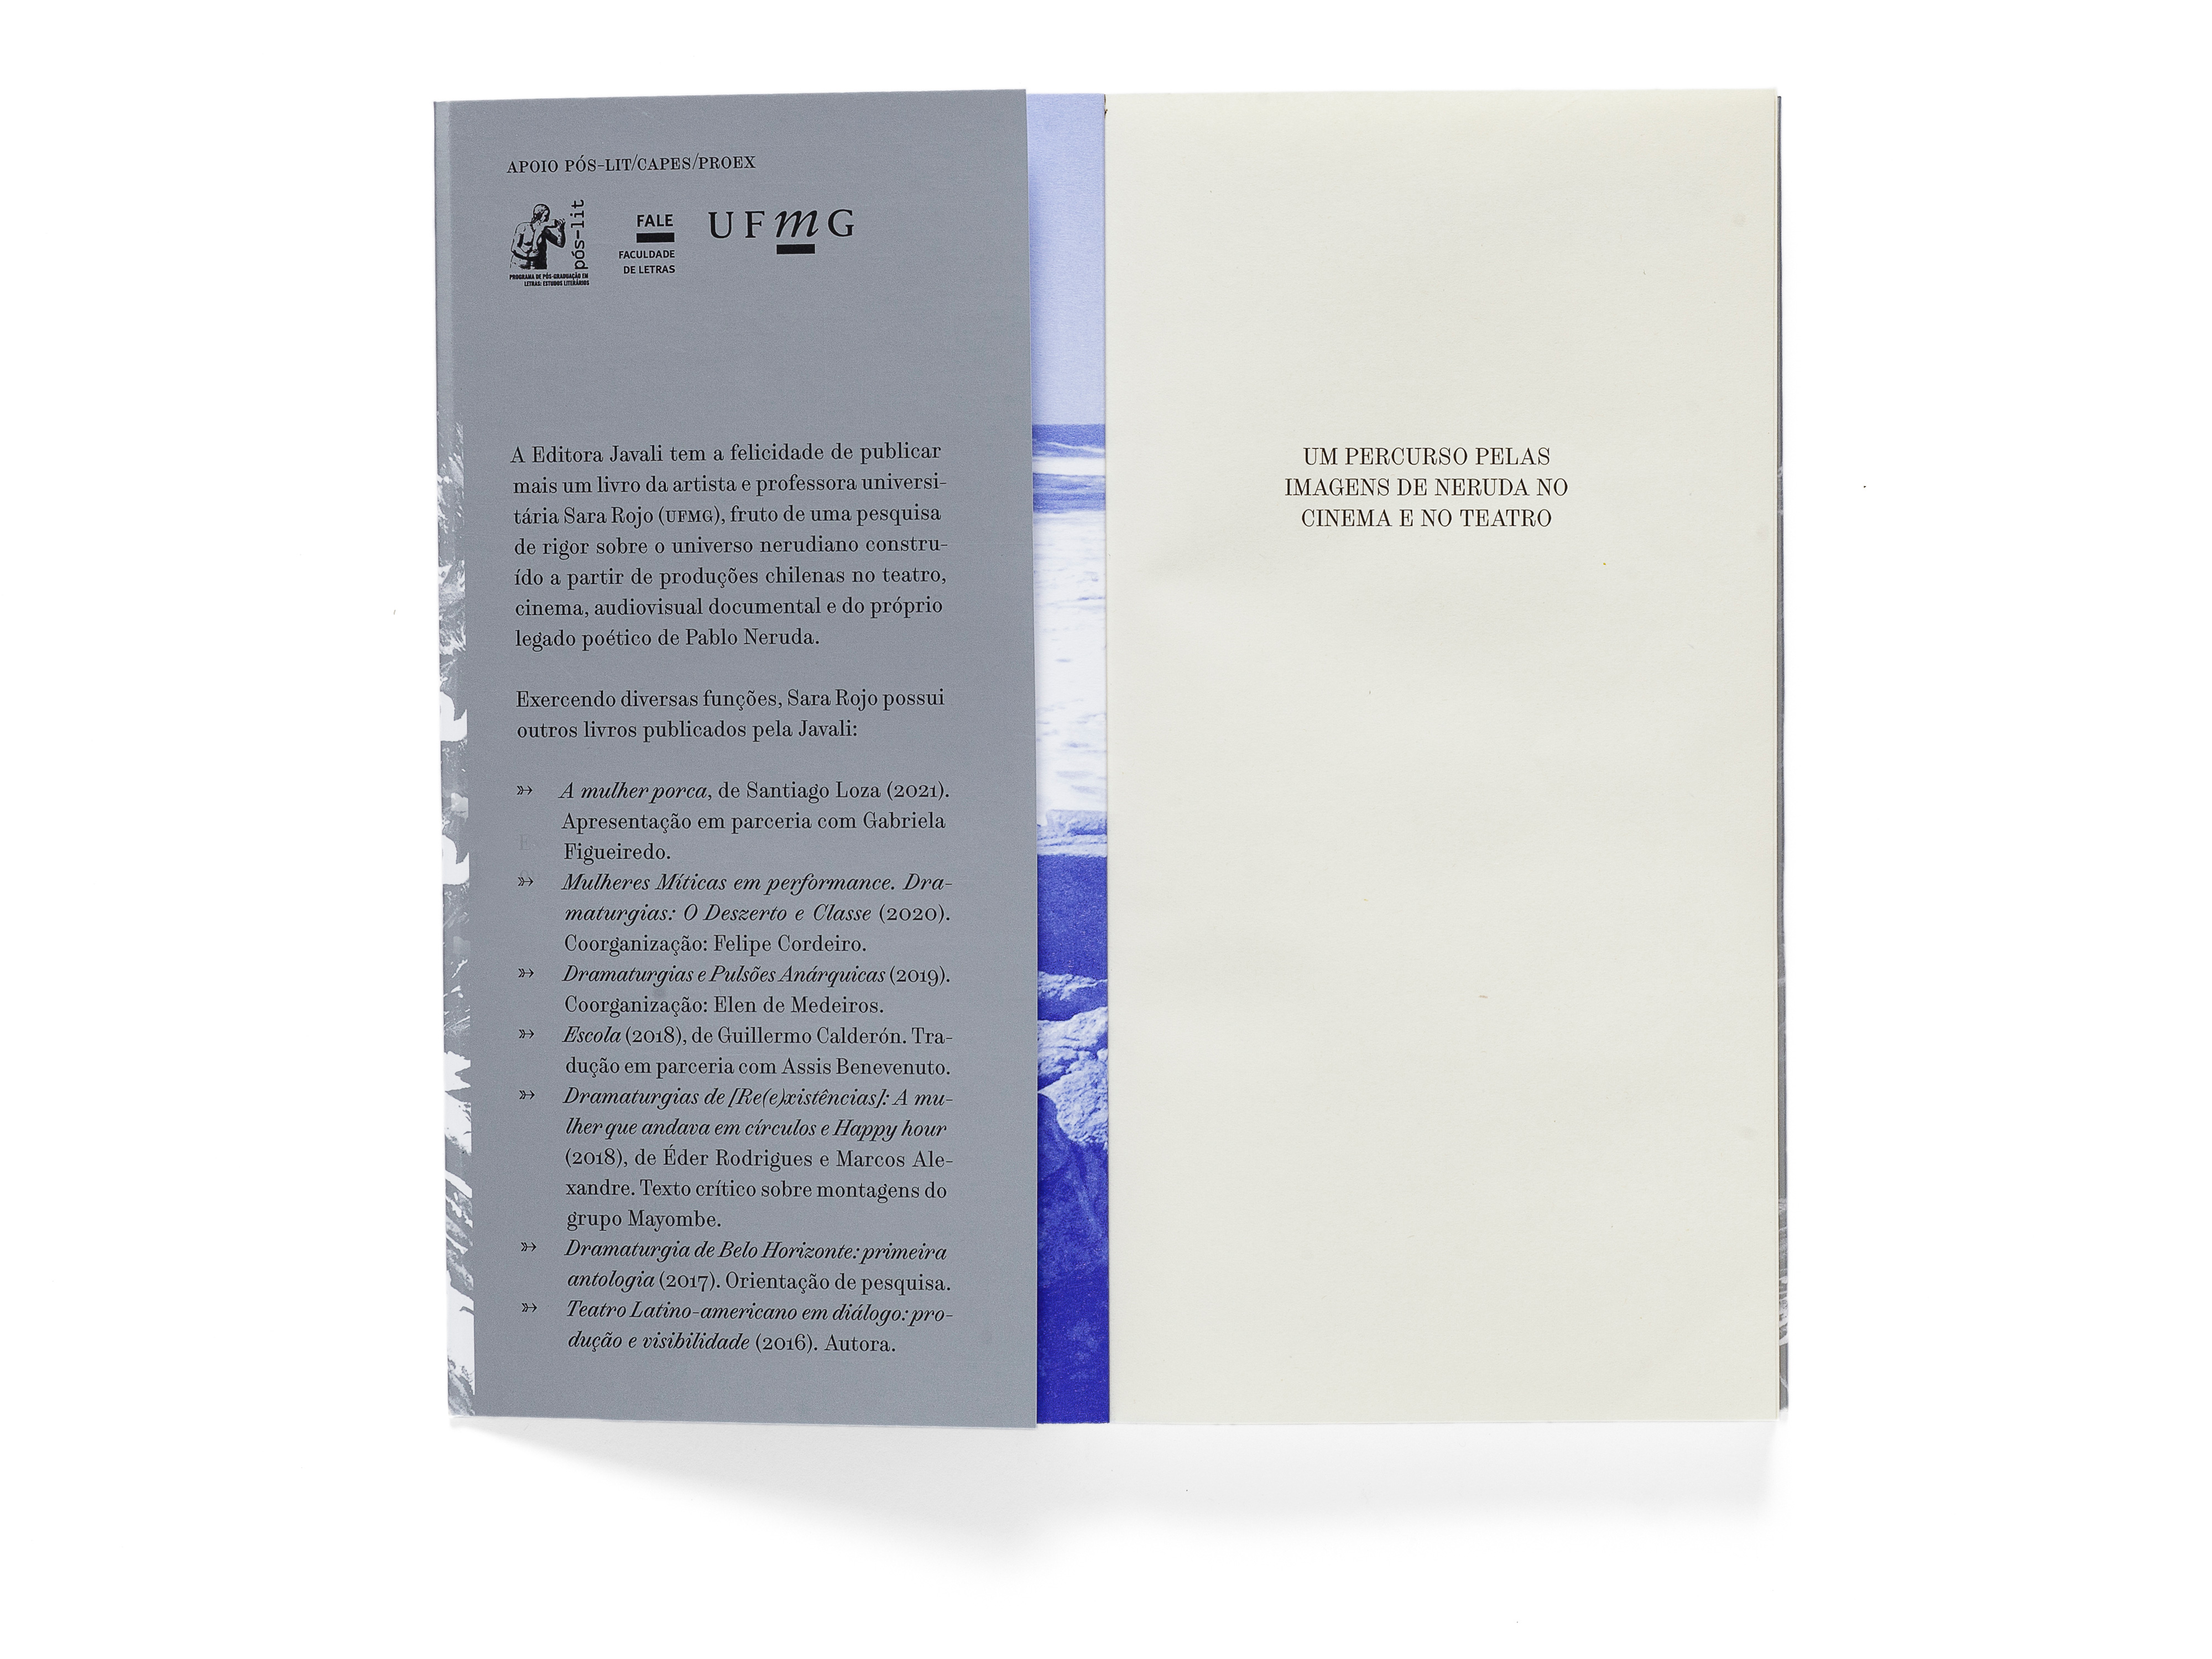 APOIO PÓS-LIT/CAPES/PROEX
pós-lit
PROGRAMA DE PÓS-GRADUAÇÃO EM
LETRAS: ESTUDOS LITERÁRIOS
FALE
FACULDADE
DE LETRAS
UFmG
A Editora Javali tem a felicidade de publicar
mais um livro da artista e professora universi-
tária Sara Rojo (UFMG), fruto de uma pesquisa
de rigor sobre o universo nerudiano constru-
ído a partir de produções chilenas no teatro,
cinema, audiovisual documental e do próprio
legado poético de Pablo Neruda.
Exercendo diversas funções, Sara Rojo possui
outros livros publicados pela Javali:
➳ A mulher porca, de Santiago Loza (2021).
Apresentação em parceria com Gabriela
Figueiredo.
➳ Mulheres Míticas em performance. Dra-
maturgias: O Deszerto e Classe (2020).
Coorganização: Felipe Cordeiro.
➳ Dramaturgias e Pulsões Anárquicas (2019).
Coorganização: Elen de Medeiros.
➳ Escola (2018), de Guillermo Calderón. Tra-
dução em parceria com Assis Benevenuto.
➳ Dramaturgias de [Re(e)xistências]: A mu-
lher que andava em círculos e Happy hour
(2018), de Éder Rodrigues e Marcos Ale-
xandre. Texto crítico sobre montagens do
grupo Mayombe.
➳ Dramaturgia de Belo Horizonte: primeira
antologia (2017). Orientação de pesquisa.
➳ Teatro Latino-americano em diálogo: pro-
dução e visibilidade (2016). Autora.
UM PERCURSO PELAS
IMAGENS DE NERUDA NO
CINEMA E NO TEATRO